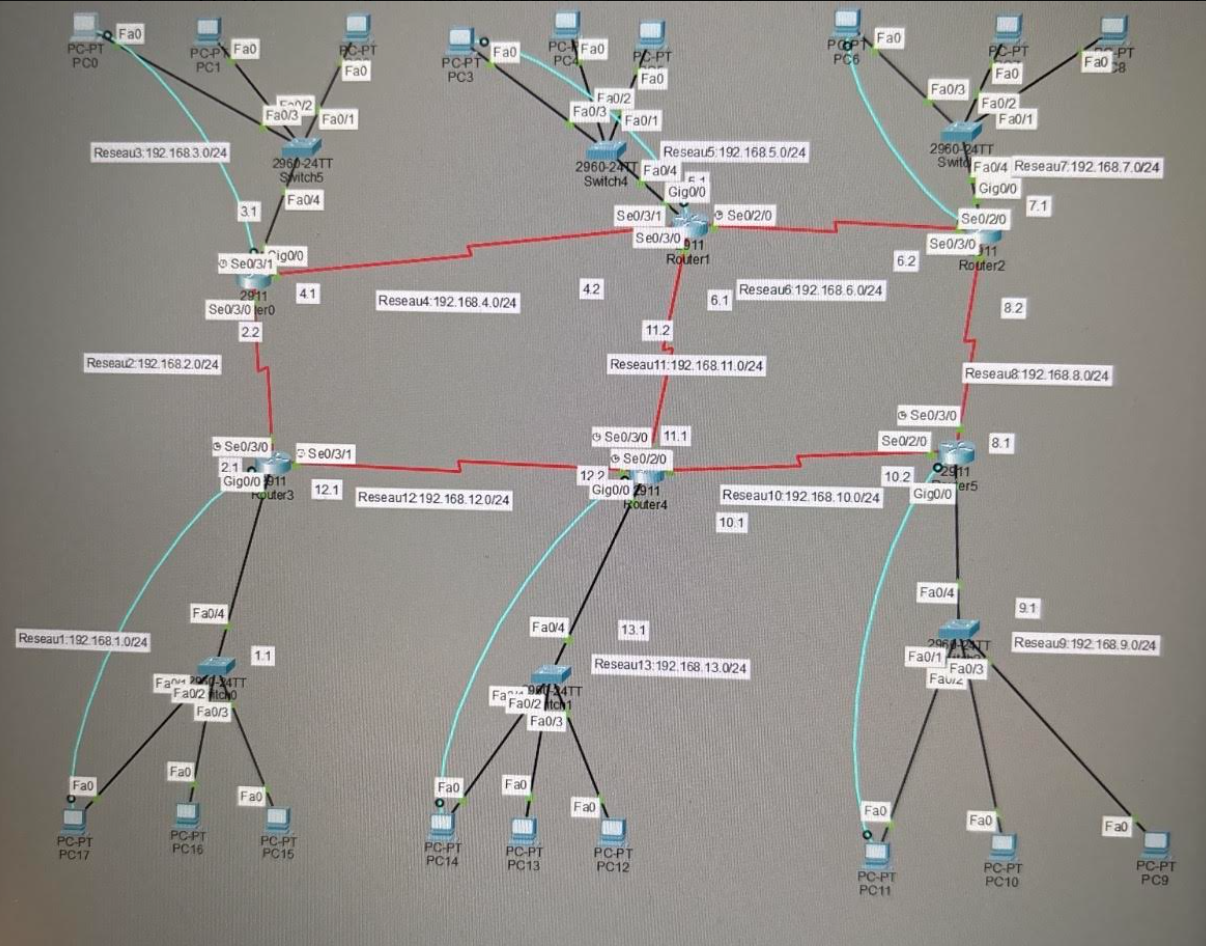 Fa0
PC-PT
PC0
Fa0
PC1
Fa0
Fa0/3
Fa0/1
2960-24TT
Switch5
Fa0/4
Reseau3:192.168.3.0/24
3.1
Gig0/0
Se0/3/1
2911
Se0/3/0
2.2
4.1
Reseau4:192.168.4.0/24
Reseau2:192.168.2.0/24
PC-PT
PC3
Fa0
Fa0
Fa0
Fa0/2
Fa0/3
Fa0/1
2960-24TT
Switch4
Fa0/4
Reseau5:192.168.5.0/24
Gig0/0
Se0/3/1
Se0/2/0
Se0/3/0
Router1
4.2
6.1
Reseau6:192.168.6.0/24
6.2
11.2
Reseau11:192.168.11.0/24
PC6
Fa0
Fa0
Fa0
Fa0/3
Fa0/2
Fa0/1
2960-24TT
Fa0/4
Reseau7:192.168.7.0/24
Gig0/0
7.1
Se0/2/0
Se0/3/0
Router2
8.2
Reseau8:192.168.8.0/24
Se0/3/0
Se0/3/1
2.1
Gig0/0
Router3
12.1
Reseau12:192.168.12.0/24
Se0/3/0
11.1
Se0/2/0
12.2
Gig0/0
2911
Router4
Reseau10:192.168.10.0/24
10.1
Se0/3/0
Se0/2/0
8.1
10.2
2911
Gig0/0
Fa0/4
Reseau1:192.168.1.0/24
1.1
Fa0/2
Fa0/3
Fa0
Fa0
Fa0
PC-PT
PC17
PC-PT
PC16
PC-PT
PC15
Fa0/4
13.1
Reseau13:192.168.13.0/24
Fa0/2
Fa0/3
Fa0
Fa0
Fa0
PC-PT
PC14
PC-PT
PC13
PC-PT
PC12
Fa0/4
9.1
Reseau9:192.168.9.0/24
Fa0/1
Fa0/3
Fa0
Fa0
Fa0
PC-PT
PC11
PC-PT
PC10
PC-PT
PC9